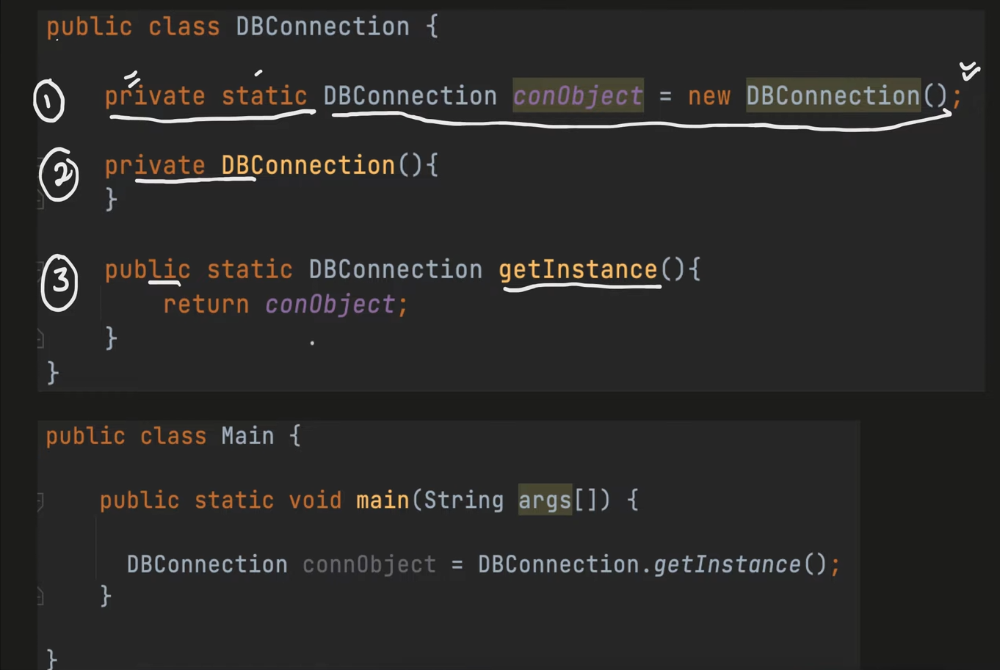 public class DBConnection {
① private static DBConnection conObject = new DBConnection();
② private DBConnection(){
}
③ public static DBConnection getInstance(){
return conObject;
}
}
public class Main {
public static void main(String args[]) {
DBConnection connObject = DBConnection.getInstance();
}
}